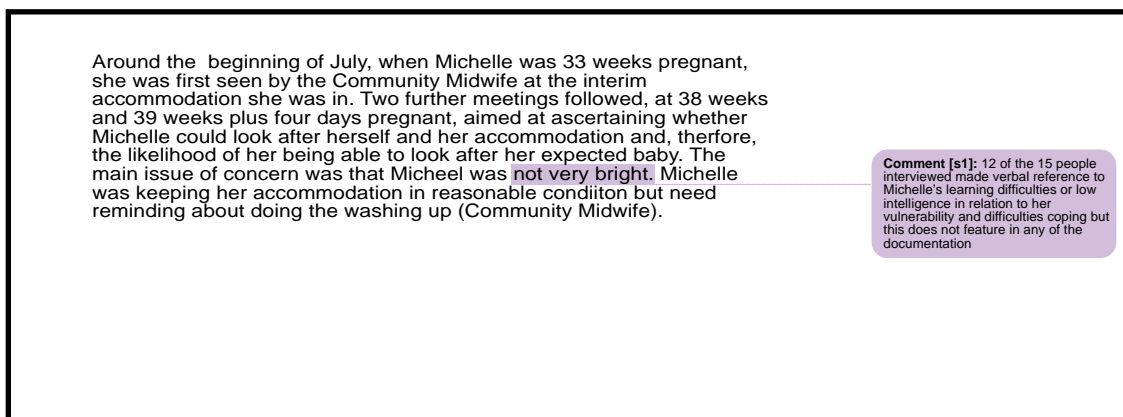 Around the  beginning of July, when Michelle was 33 weeks pregnant,
she was first seen by the Community Midwife at the interim
accommodation she was in. Two further meetings followed, at 38 weeks
and 39 weeks plus four days pregnant, aimed at ascertaining whether
Michelle could look after herself and her accommodation and, therfore,
the likelihood of her being able to look after her expected baby. The
main issue of concern was that Micheel was not very bright. Michelle
was keeping her accommodation in reasonable condiiton but need
reminding about doing the washing up (Community Midwife).
Comment [s1]: 12 of the 15 people
interviewed made verbal reference to
Michelle’s learning difficulties or low
intelligence in relation to her
vulnerability and difficulties coping but
this does not feature in any of the
documentation